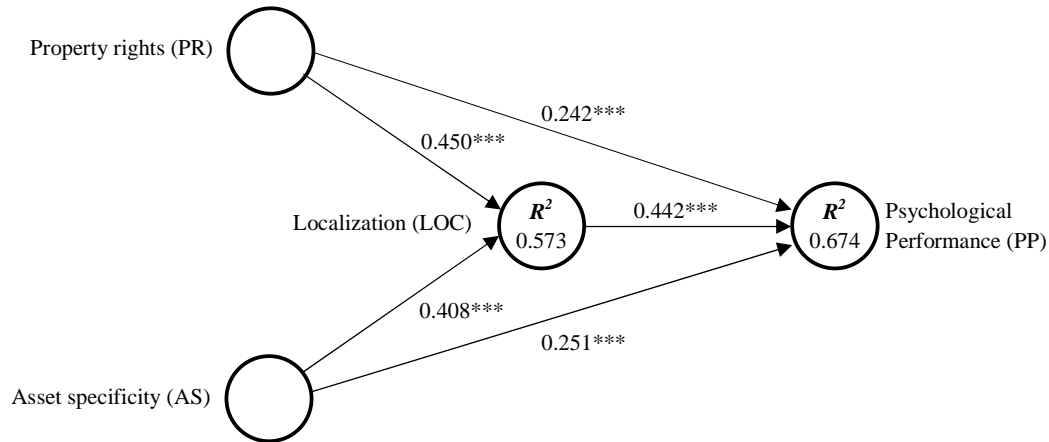 Property rights (PR)
0.242***
0.450***
Localization (LOC)
R²
0.573
0.442***
R²
0.674
Psychological
Performance (PP)
0.408***
0.251***
Asset specificity (AS)